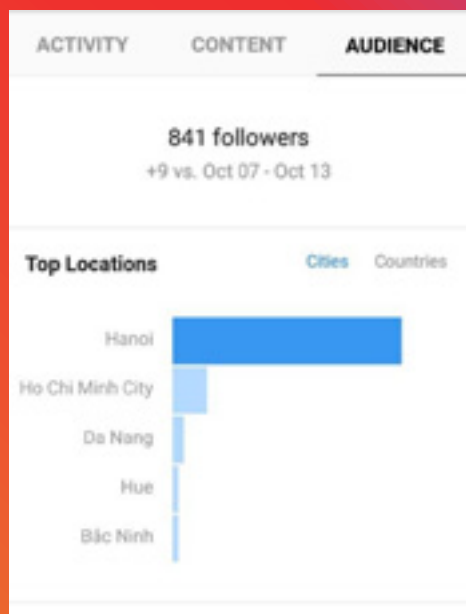 ACTIVITY CONTENT AUDIENCE
841 followers
+9 vs. Oct 07 - Oct 13
Top Locations Cities Countries
Hanoi
Ho Chi Minh City
Da Nang
Hue
Bắc Ninh